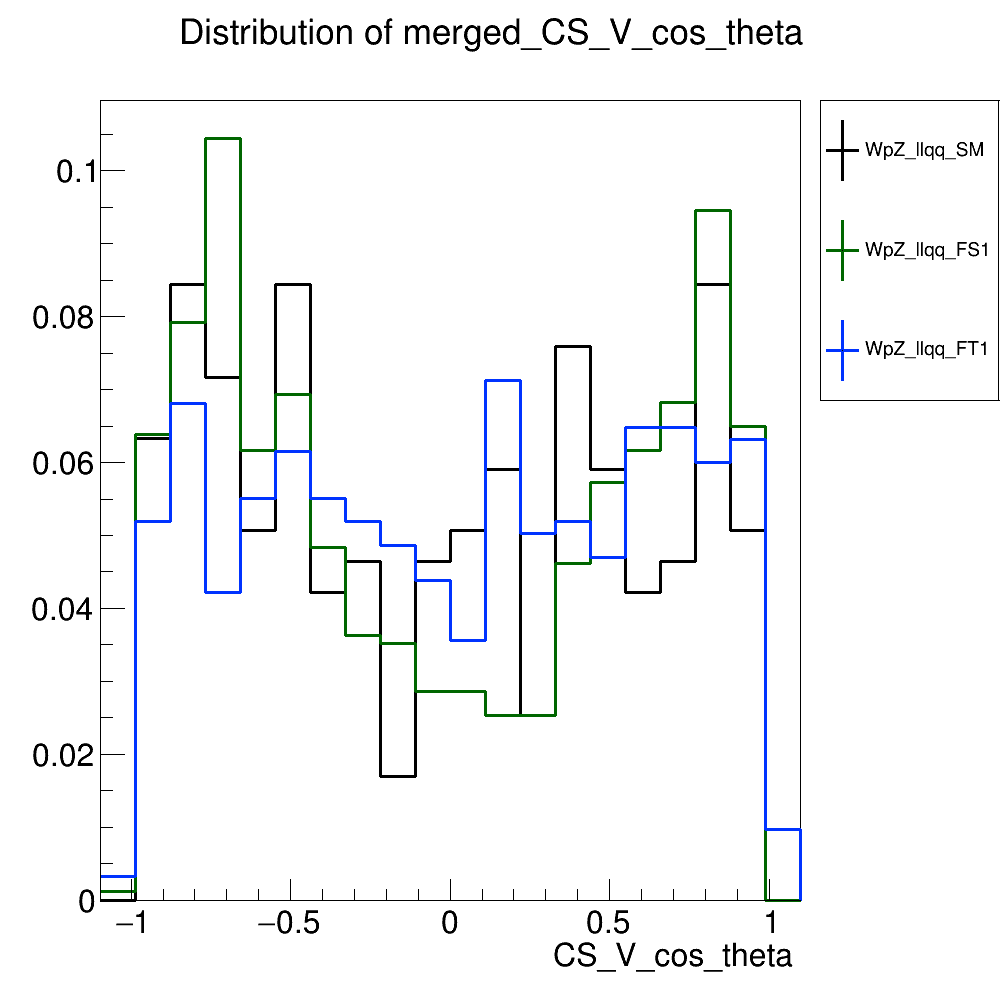 Distribution of merged_CS_V_cos_theta
WpZ_llqq_SM
WpZ_llqq_FS1
WpZ_llqq_FT1
0.1
0.08
0.06
0.04
0.02
0
−1 −0.5 0 0.5 1
CS_V_cos_theta